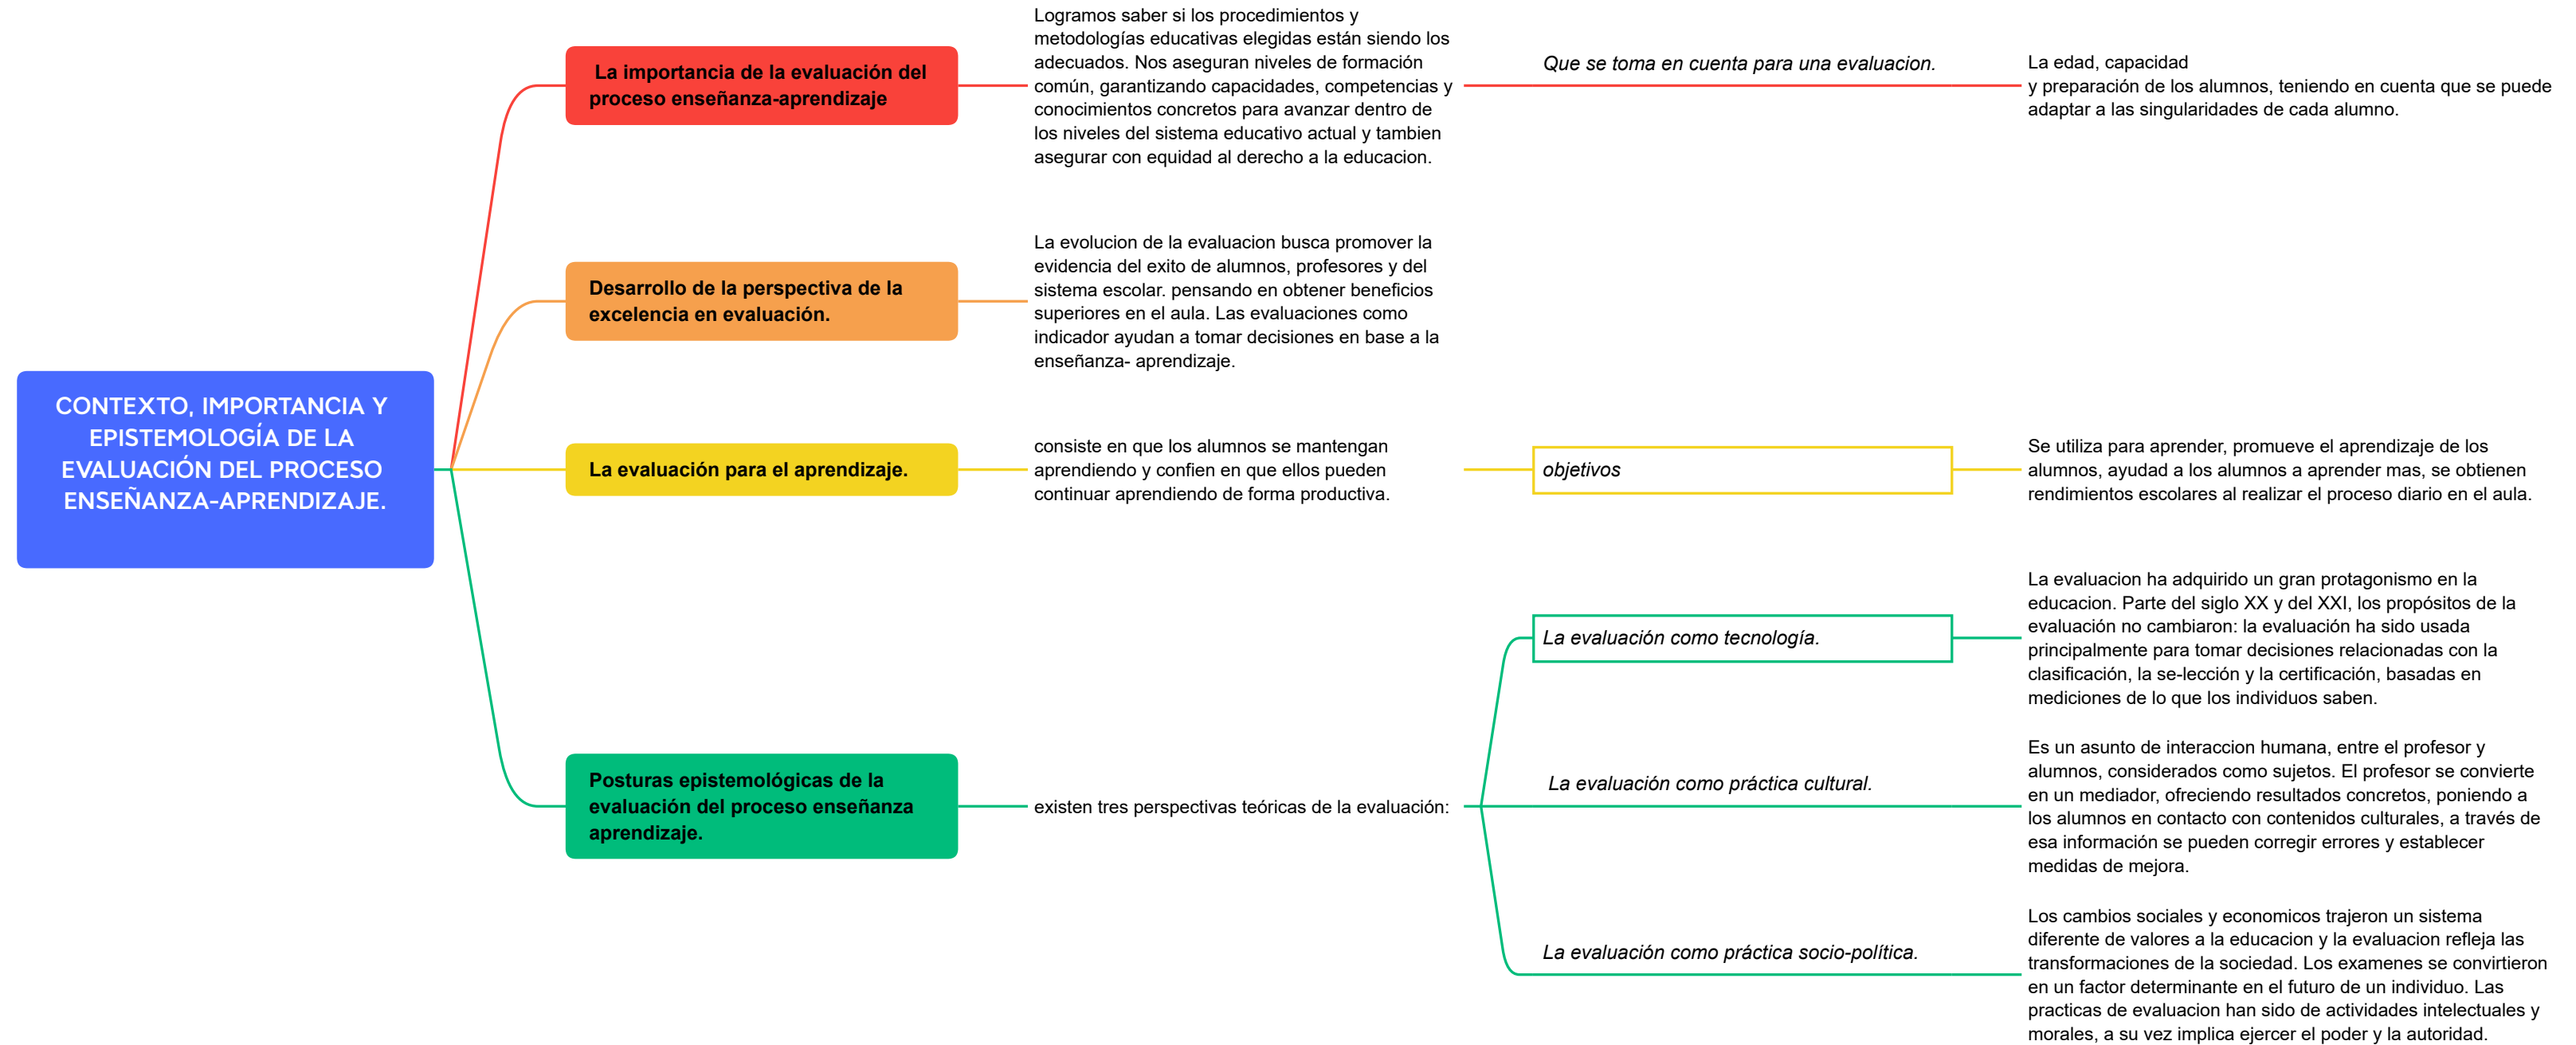 CONTEXTO, IMPORTANCIA Y
EPISTEMOLOGÍA DE LA
EVALUACIÓN DEL PROCESO
ENSEÑANZA-APRENDIZAJE.
La importancia de la evaluación del
proceso enseñanza-aprendizaje
Logramos saber si los procedimientos y
metodologías educativas elegidas están siendo los
adecuados. Nos aseguran niveles de formación
común, garantizando capacidades, competencias y
conocimientos concretos para avanzar dentro de
los niveles del sistema educativo actual y tambien
asegurar con equidad al derecho a la educacion.
Que se toma en cuenta para una evaluacion.
La edad, capacidad
y preparación de los alumnos, teniendo en cuenta que se puede
adaptar a las singularidades de cada alumno.
Desarrollo de la perspectiva de la
excelencia en evaluación.
La evolucion de la evaluacion busca promover la
evidencia del exito de alumnos, profesores y del
sistema escolar. pensando en obtener beneficios
superiores en el aula. Las evaluaciones como
indicador ayudan a tomar decisiones en base a la
enseñanza- aprendizaje.
La evaluación para el aprendizaje.
consiste en que los alumnos se mantengan
aprendiendo y confien en que ellos pueden
continuar aprendiendo de forma productiva.
objetivos
Se utiliza para aprender, promueve el aprendizaje de los
alumnos, ayudad a los alumnos a aprender mas, se obtienen
rendimientos escolares al realizar el proceso diario en el aula.
Posturas epistemológicas de la
evaluación del proceso enseñanza
aprendizaje.
existen tres perspectivas teóricas de la evaluación:
La evaluación como tecnología.
La evaluacion ha adquirido un gran protagonismo en la
educacion. Parte del siglo XX y del XXI, los propósitos de la
evaluación no cambiaron: la evaluación ha sido usada
principalmente para tomar decisiones relacionadas con la
clasificación, la se-lección y la certificación, basadas en
mediciones de lo que los individuos saben.
La evaluación como práctica cultural.
Es un asunto de interaccion humana, entre el profesor y
alumnos, considerados como sujetos. El profesor se convierte
en un mediador, ofreciendo resultados concretos, poniendo a
los alumnos en contacto con contenidos culturales, a través de
esa información se pueden corregir errores y establecer
medidas de mejora.
La evaluación como práctica socio-política.
Los cambios sociales y economicos trajeron un sistema
diferente de valores a la educacion y la evaluacion refleja las
transformaciones de la sociedad. Los examenes se convirtieron
en un factor determinante en el futuro de un individuo. Las
practicas de evaluacion han sido de actividades intelectuales y
morales, a su vez implica ejercer el poder y la autoridad.